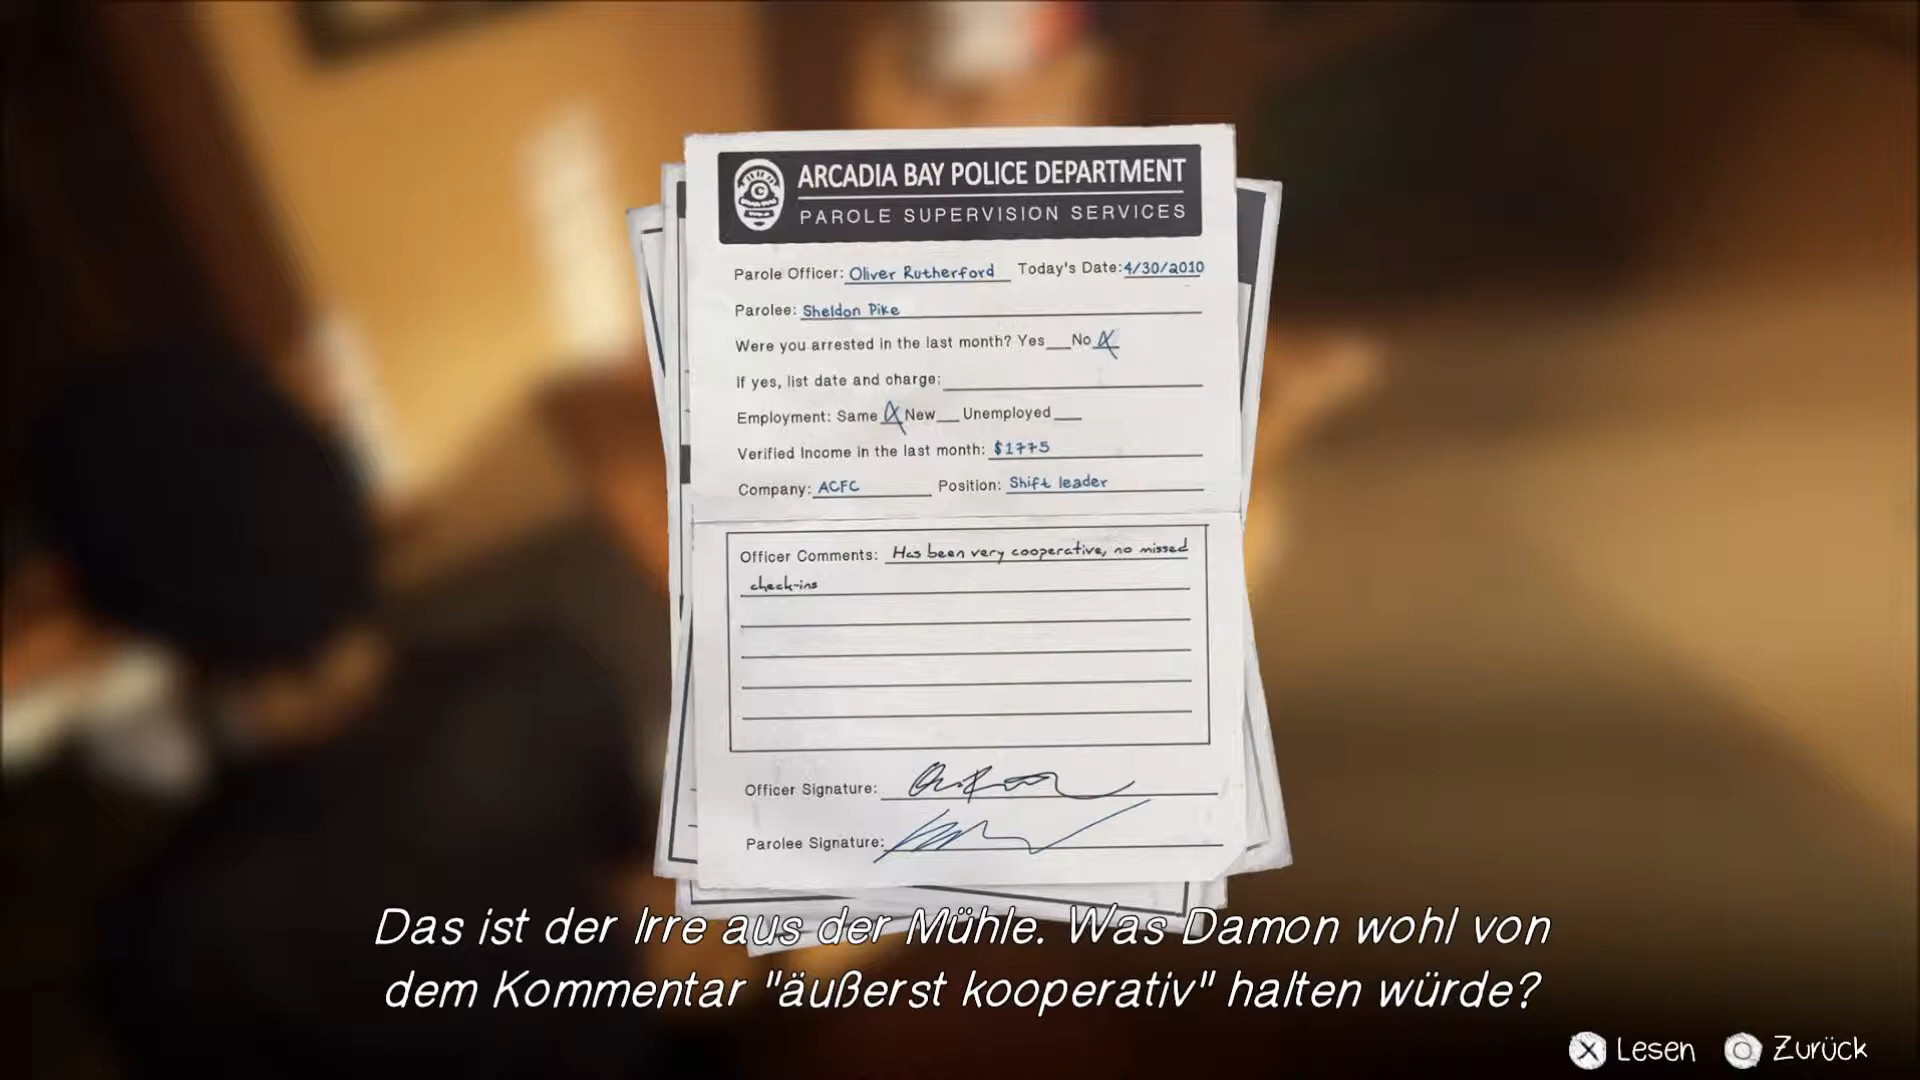 ARCADIA BAY POLICE DEPARTMENT
PAROLE SUPERVISION SERVICES
Parole Officer: Oliver Rutherford Today's Date: 4/30/2010
Parolee: Sheldon Pike
Were you arrested in the last month? Yes No X
If yes, list date and charge:
Employment: Same X New Unemployed
Verified Income in the last month: $1775
Company: ACFC Position: Shift leader
Officer Comments: Has been very cooperative, no missed
check-ins
Officer Signature:
Parolee Signature:
Das ist der Irre aus der Mühle. Was Damon wohl von
dem Kommentar "äußerst kooperativ" halten würde?
Lesen Zurück